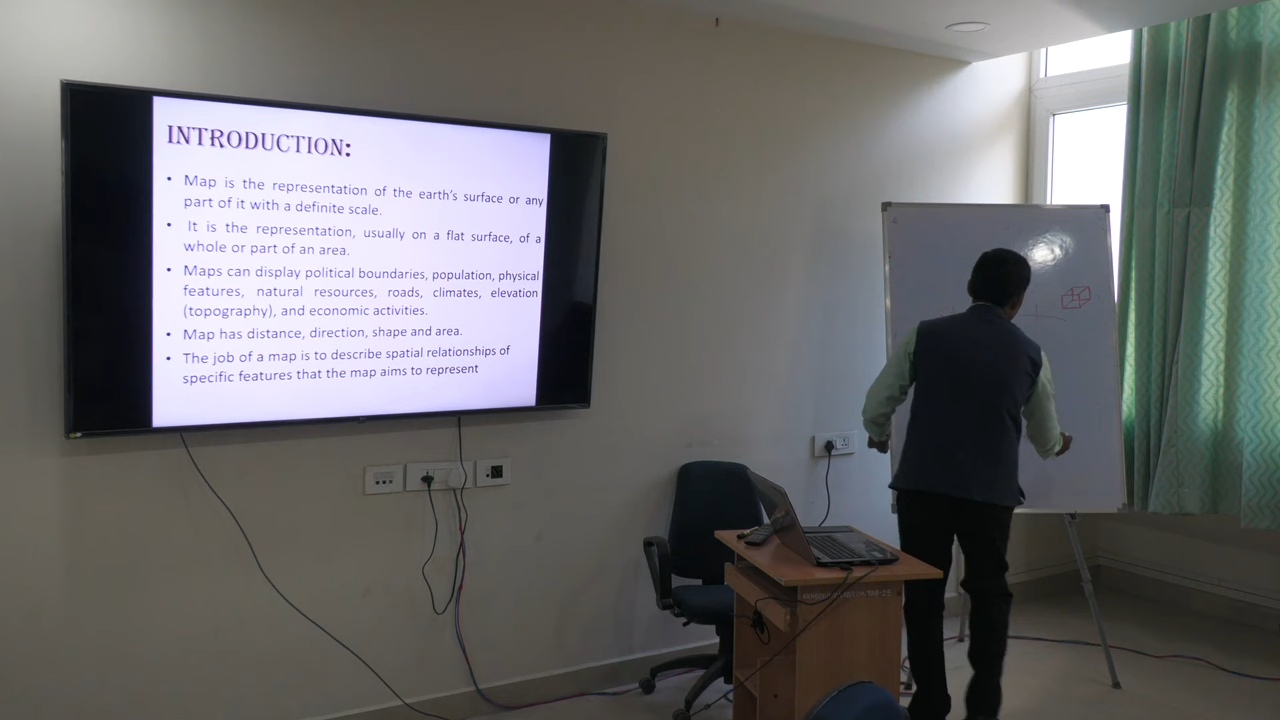 INTRODUCTION:
• Map is the representation of the earth's surface or any
part of it with a definite scale.
• It is the representation, usually on a flat surface, of a
whole or part of an area.
• Maps can display political boundaries, population, physical
features, natural resources, roads, climates, elevation
(topography), and economic activities.
• Map has distance, direction, shape and area.
• The job of a map is to describe spatial relationships of
specific features that the map aims to represent